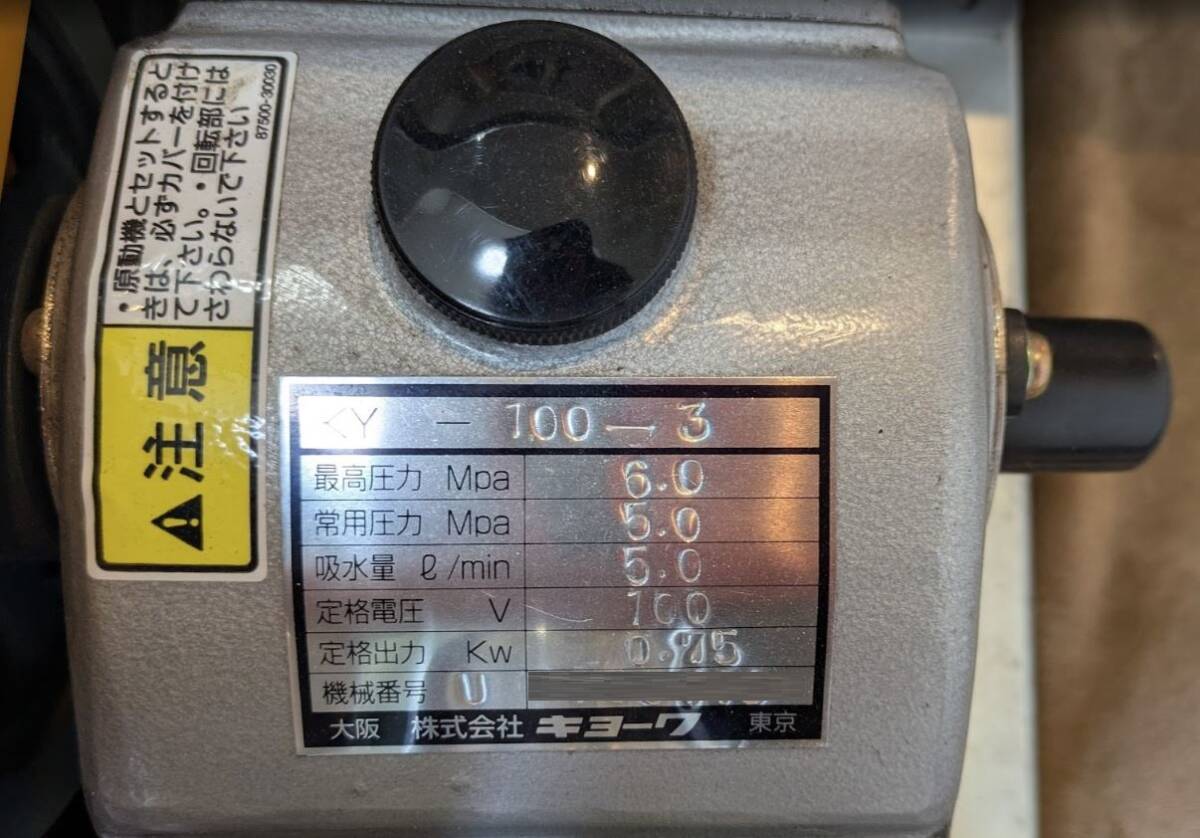 ・原動機とセットすると
きは、必ずカバーを付け
て下さい。・回転部には
さわらないで下さい
87500-30030
注意
KY － 100 － 3
最高圧力 Mpa 6.0
常用圧力 Mpa 5.0
吸水量 ℓ/min 5.0
定格電圧 V 100
定格出力 Kw 0.75
機械番号 U
大阪 株式会社 キョーワ 東京